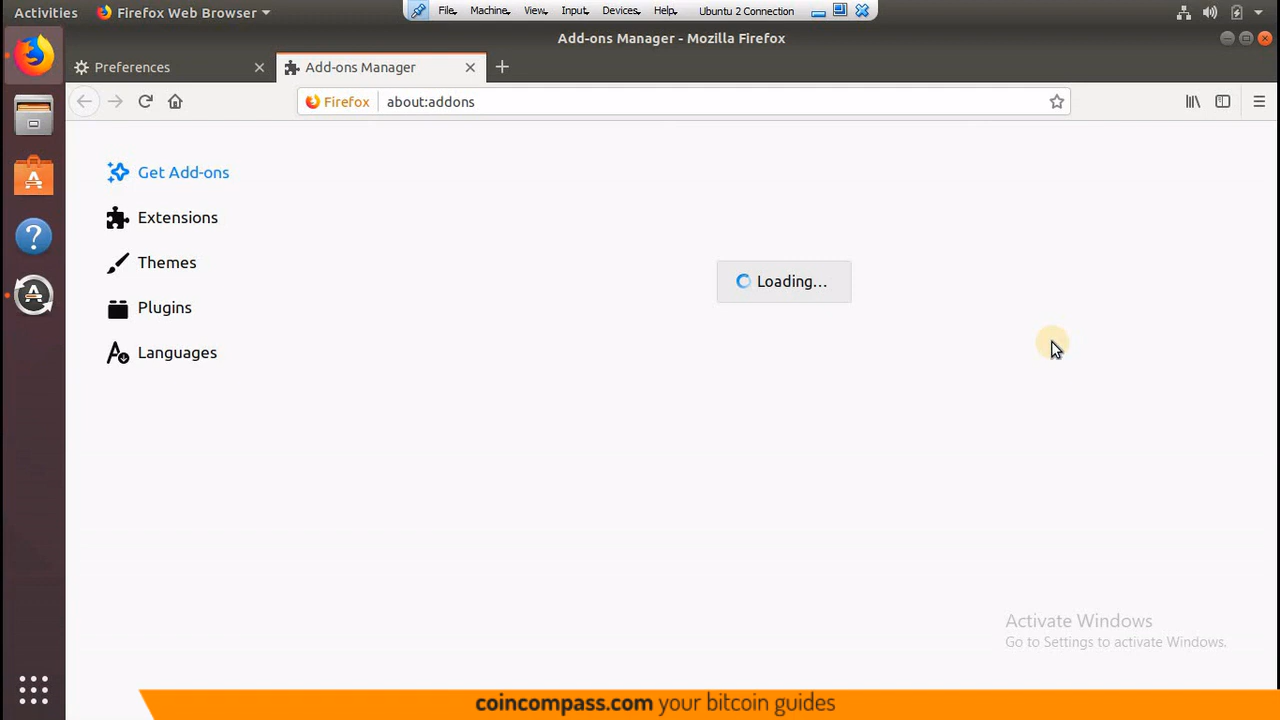 Activities
Firefox Web Browser
File
Machine
View
Input
Devices
Help
Ubuntu 2 Connection
Add-ons Manager - Mozilla Firefox
Preferences
Add-ons Manager
Firefox
about:addons
Get Add-ons
Extensions
Themes
Plugins
Languages
Loading…
Activate Windows
Go to Settings to activate Windows.
coincompass.com your bitcoin guides